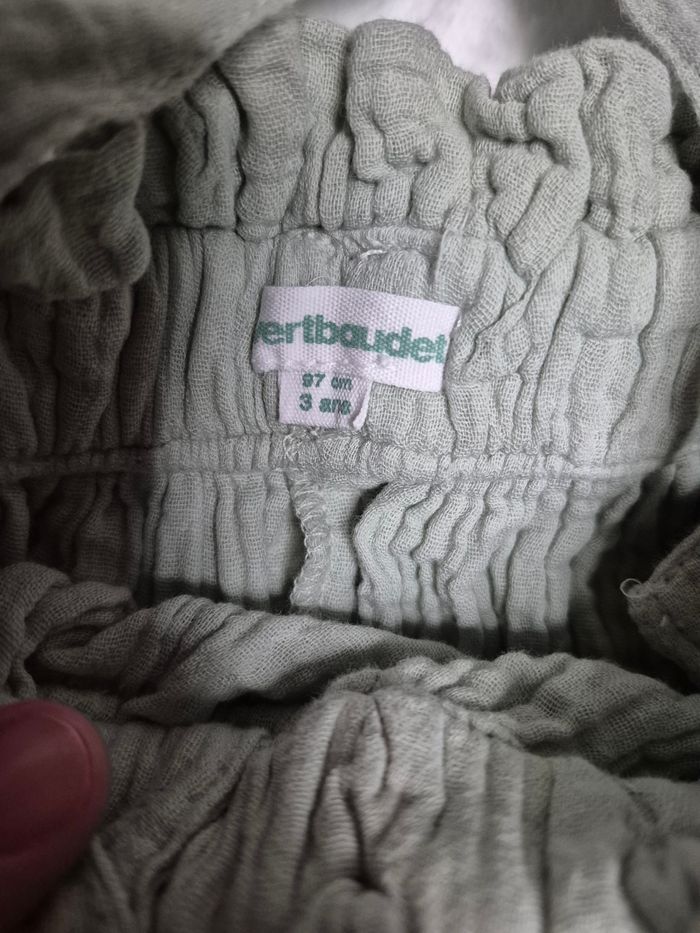 ertbaudet
97 cm
3 ans